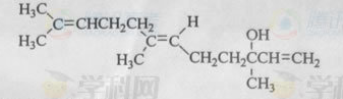 H₃C
C=CHCH₂CH₂ H
H₃C C=C OH
H₃C CH₂CH₂CCH=CH₂
CH₃